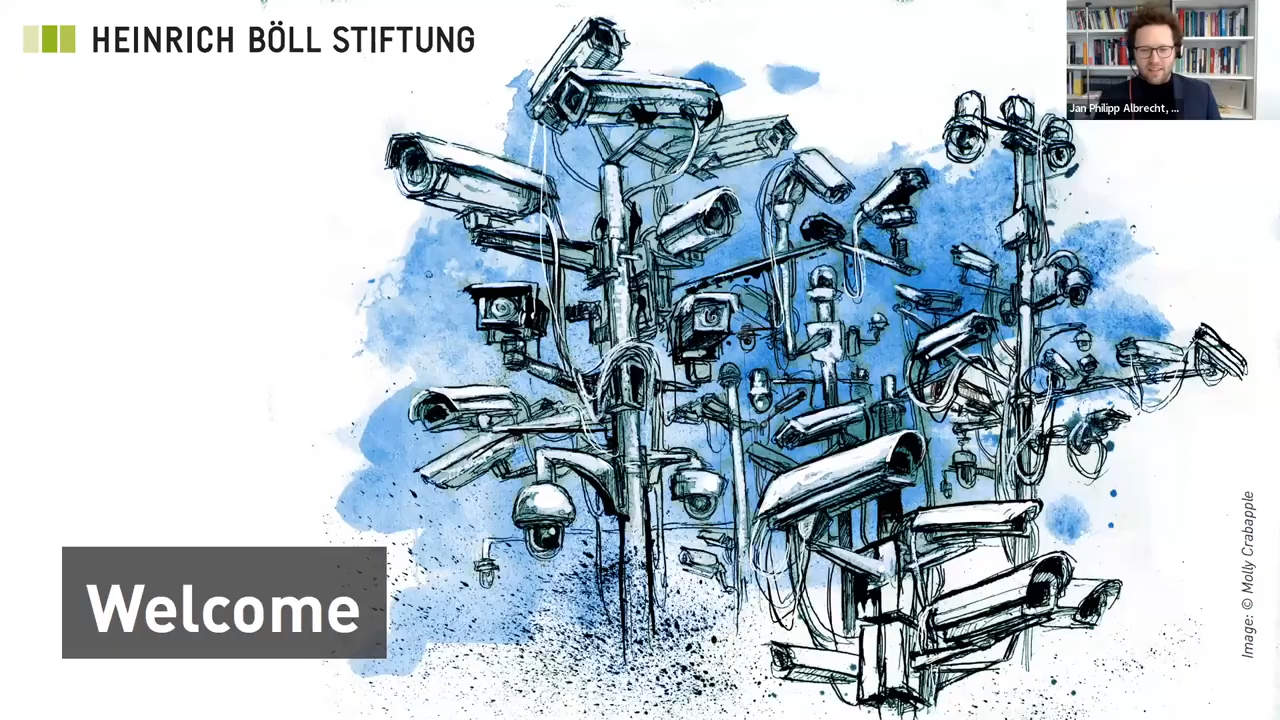 HEINRICH BÖLL STIFTUNG
Jan Philipp Albrecht, ...
Welcome
Image: © Molly Crabapple